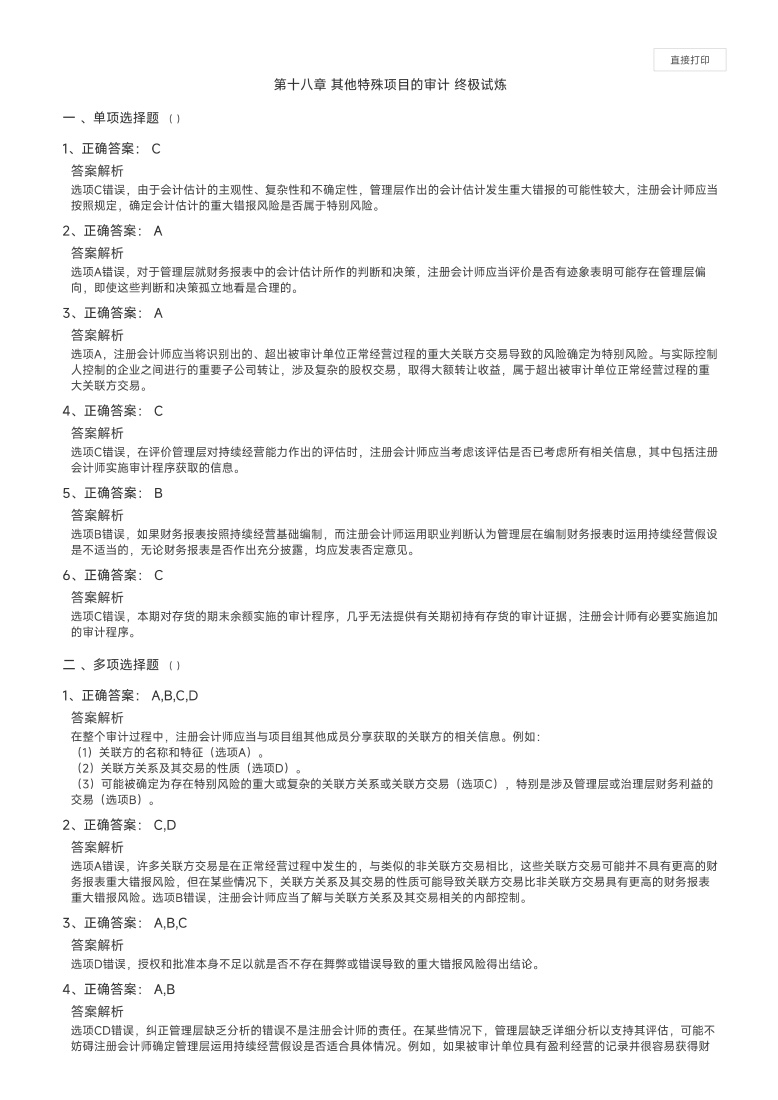 直接打印
第十八章 其他特殊项目的审计 终极试炼
一 、单项选择题 （ ）
1、正确答案： C
答案解析
选项C错误，由于会计估计的主观性、复杂性和不确定性，管理层作出的会计估计发生重大错报的可能性较大，注册会计师应当
按照规定，确定会计估计的重大错报风险是否属于特别风险。
2、正确答案： A
答案解析
选项A错误，对于管理层就财务报表中的会计估计所作的判断和决策，注册会计师应当评价是否有迹象表明可能存在管理层偏
向，即使这些判断和决策孤立地看是合理的。
3、正确答案： A
答案解析
选项A，注册会计师应当将识别出的、超出被审计单位正常经营过程的重大关联方交易导致的风险确定为特别风险。与实际控制
人控制的企业之间进行的重要子公司转让，涉及复杂的股权交易，取得大额转让收益，属于超出被审计单位正常经营过程的重
大关联方交易。
4、正确答案： C
答案解析
选项C错误，在评价管理层对持续经营能力作出的评估时，注册会计师应当考虑该评估是否已考虑所有相关信息，其中包括注册
会计师实施审计程序获取的信息。
5、正确答案： B
答案解析
选项B错误，如果财务报表按照持续经营基础编制，而注册会计师运用职业判断认为管理层在编制财务报表时运用持续经营假设
是不适当的，无论财务报表是否作出充分披露，均应发表否定意见。
6、正确答案： C
答案解析
选项C错误，本期对存货的期末余额实施的审计程序，几乎无法提供有关期初持有存货的审计证据，注册会计师有必要实施追加
的审计程序。
二 、多项选择题 （ ）
1、正确答案： A,B,C,D
答案解析
在整个审计过程中，注册会计师应当与项目组其他成员分享获取的关联方的相关信息。例如：
（1）关联方的名称和特征（选项A）。
（2）关联方关系及其交易的性质（选项D）。
（3）可能被确定为存在特别风险的重大或复杂的关联方关系或关联方交易（选项C），特别是涉及管理层或治理层财务利益的
交易（选项B）。
2、正确答案： C,D
答案解析
选项A错误，许多关联方交易是在正常经营过程中发生的，与类似的非关联方交易相比，这些关联方交易可能并不具有更高的财
务报表重大错报风险，但在某些情况下，关联方关系及其交易的性质可能导致关联方交易比非关联方交易具有更高的财务报表
重大错报风险。选项B错误，注册会计师应当了解与关联方关系及其交易相关的内部控制。
3、正确答案： A,B,C
答案解析
选项D错误，授权和批准本身不足以就是否不存在舞弊或错误导致的重大错报风险得出结论。
4、正确答案： A,B
答案解析
选项CD错误，纠正管理层缺乏分析的错误不是注册会计师的责任。在某些情况下，管理层缺乏详细分析以支持其评估，可能不
妨碍注册会计师确定管理层运用持续经营假设是否适合具体情况。例如，如果被审计单位具有盈利经营的记录并很容易获得财